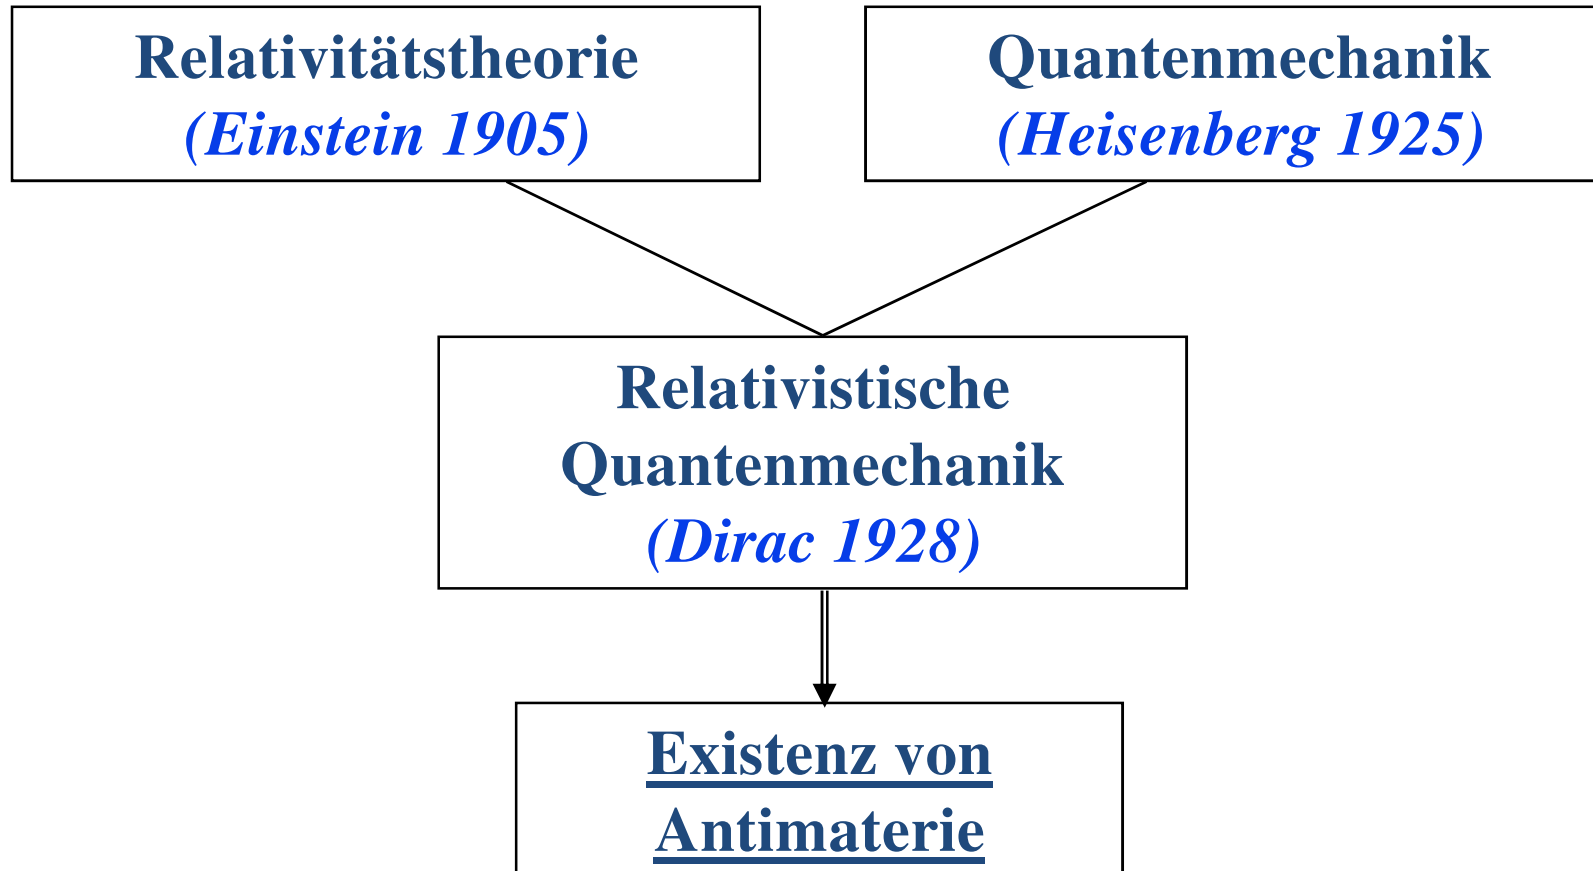 Relativitätstheorie
(Einstein 1905)
Quantenmechanik
(Heisenberg 1925)
Relativistische
Quantenmechanik
(Dirac 1928)
Existenz von
Antimaterie